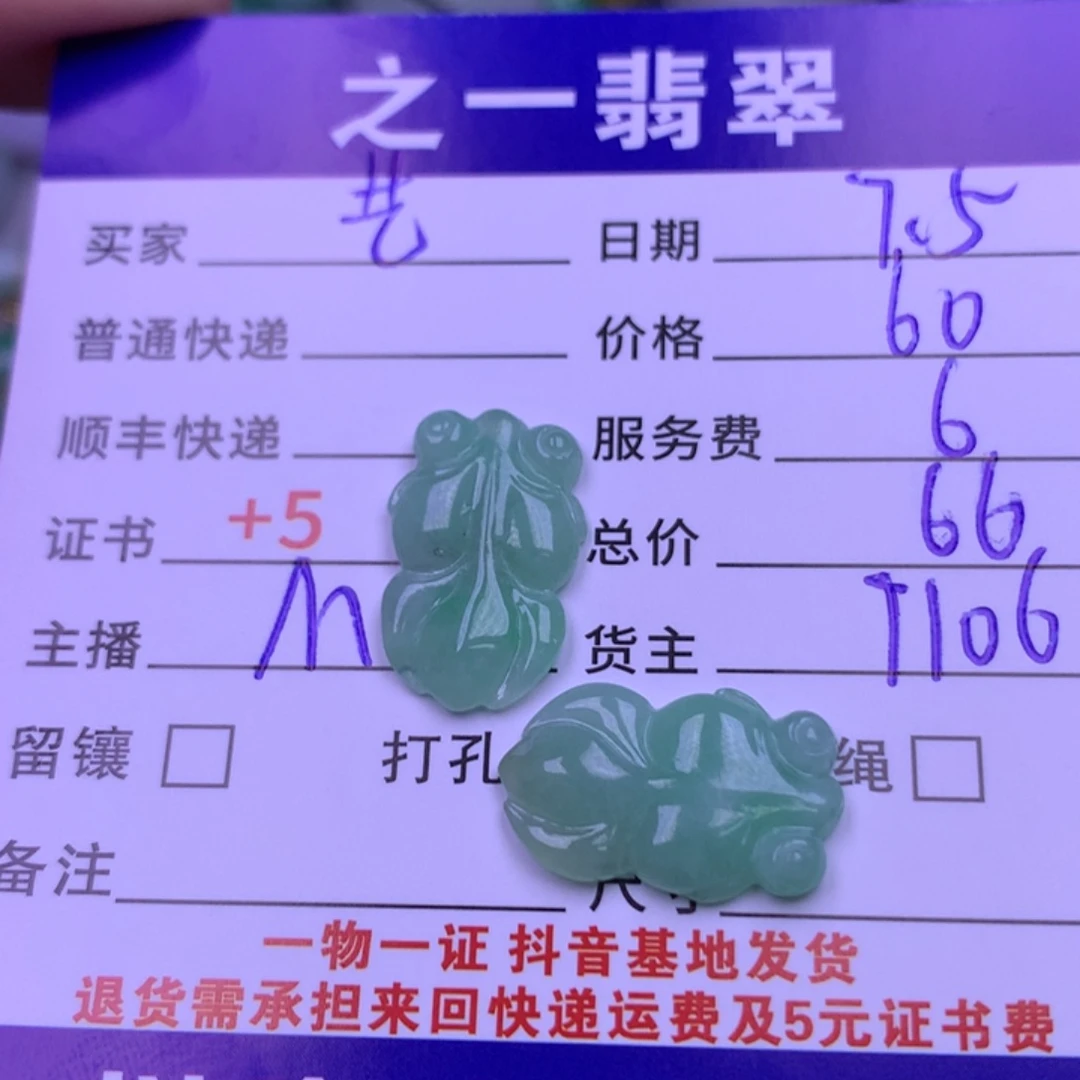 之一翡翠
买家 日期 7.5
普通快递 价格 60
顺丰快递 服务费 6
证书 +5 总价 66
主播 M 货主 T106
留镶 打孔 绳
备注 尺寸
一物一证 抖音基地发货
退货需承担来回快递运费及5元证书费